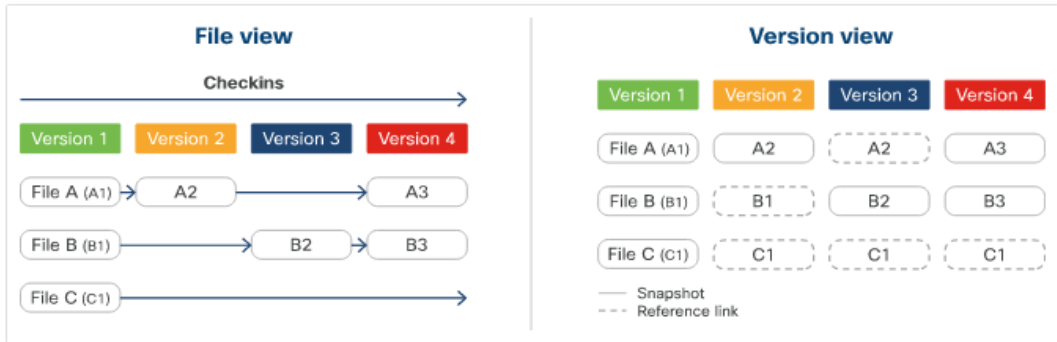 File view
Checkins
Version 1 Version 2 Version 3 Version 4
File A (A1) A2 A3
File B (B1) B2 B3
File C (C1)
Version view
Version 1 Version 2 Version 3 Version 4
File A (A1) A2 A2 A3
File B (B1) B1 B2 B3
File C (C1) C1 C1 C1
Snapshot
Reference link